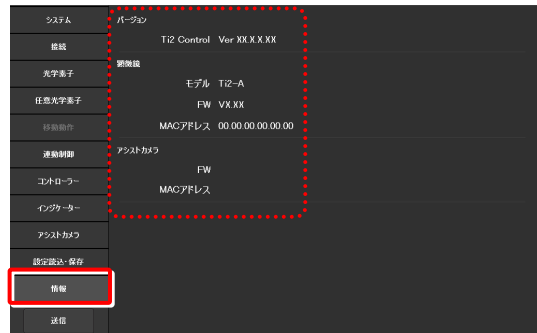 システム
接続
光学素子
任意光学素子
移動動作
連動制御
コントローラー
インジケーター
アシストカメラ
設定読込・保存
情報
送信
バージョン
Ti2 Control Ver XX.X.X.XX
顕微鏡
モデル Ti2-A
FW VX.XX
MACアドレス 00.00.00.00.00.00
アシストカメラ
FW
MACアドレス